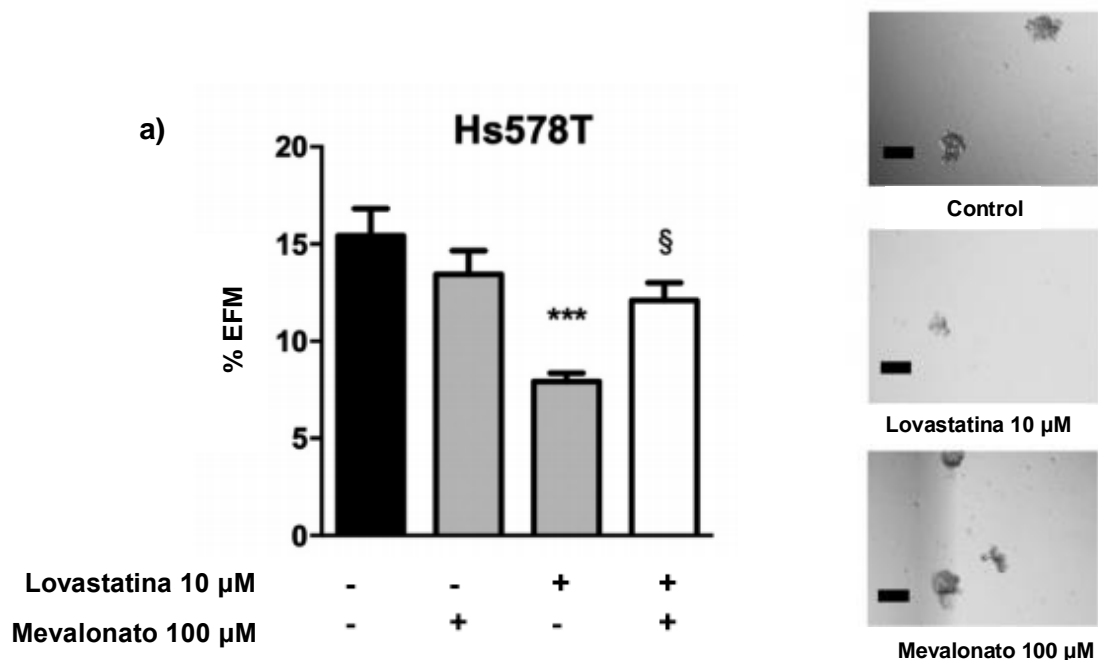 a)
Hs578T
% EFM
20
15
10
5
0
***
§
Lovastatina 10 µM - - + +
Mevalonato 100 µM - + - +
Control
Lovastatina 10 µM
Mevalonato 100 µM